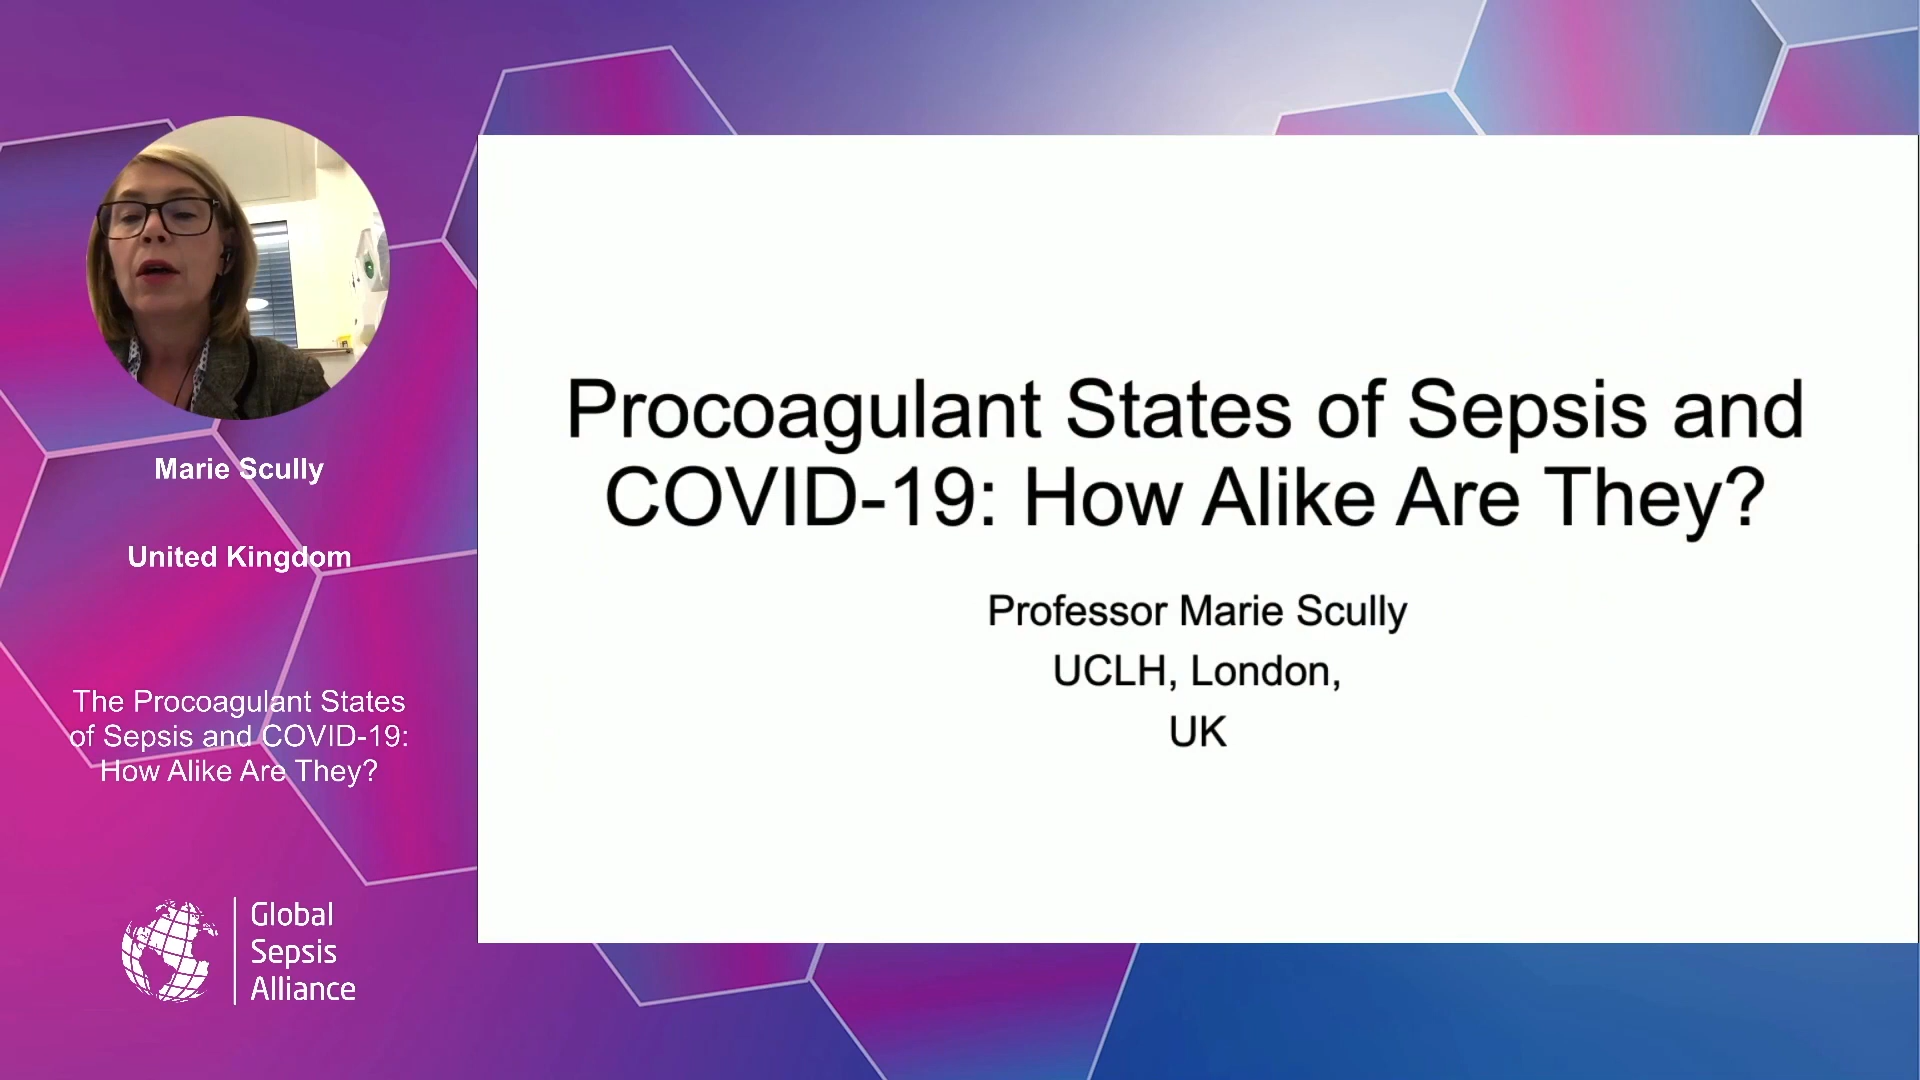 Marie Scully
United Kingdom
The Procoagulant States
of Sepsis and COVID-19:
How Alike Are They?
Global
Sepsis
Alliance
Procoagulant States of Sepsis and
COVID-19: How Alike Are They?
Professor Marie Scully
UCLH, London,
UK